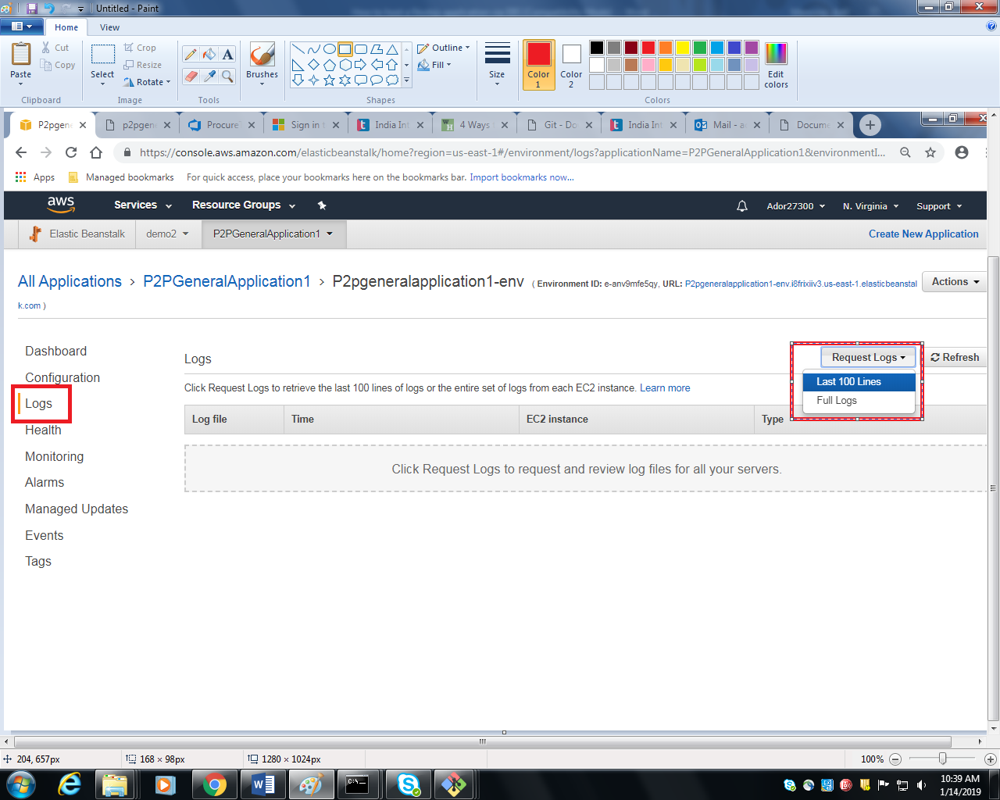 Untitled - Paint
Home View
Paste
Cut
Copy
Clipboard
Select
Crop
Resize
Rotate
Image
A
Tools
Brushes
Shapes
Outline
Fill
Size
Color 1
Color 2
Edit colors
Colors
P2pgene
p2pgene
Procure
Sign in t
India Int
4 Ways t
Git - Do
India Int
Mail - a
Docume
https://console.aws.amazon.com/elasticbeanstalk/home?region=us-east-1#/environment/logs?applicationName=P2PGeneralApplication1&environmentI...
Apps Managed bookmarks For quick access, place your bookmarks here on the bookmarks bar. Import bookmarks now...
aws Services Resource Groups Ador27300 N. Virginia Support
Elastic Beanstalk demo2 P2PGeneralApplication1 Create New Application
All Applications > P2PGeneralApplication1 > P2pgeneralapplication1-env ( Environment ID: e-anv9mfe5qy, URL: P2pgeneralapplication1-env.i8frixiiv3.us-east-1.elasticbeanstal
k.com )
Actions
Dashboard
Configuration
Logs
Health
Monitoring
Alarms
Managed Updates
Events
Tags
Logs
Request Logs
Refresh
Last 100 Lines
Full Logs
Click Request Logs to retrieve the last 100 lines of logs or the entire set of logs from each EC2 instance. Learn more
Log file Time EC2 instance Type
Click Request Logs to request and review log files for all your servers.
204, 657px 168 × 98px 1280 × 1024px 100%
10:39 AM
1/14/2019